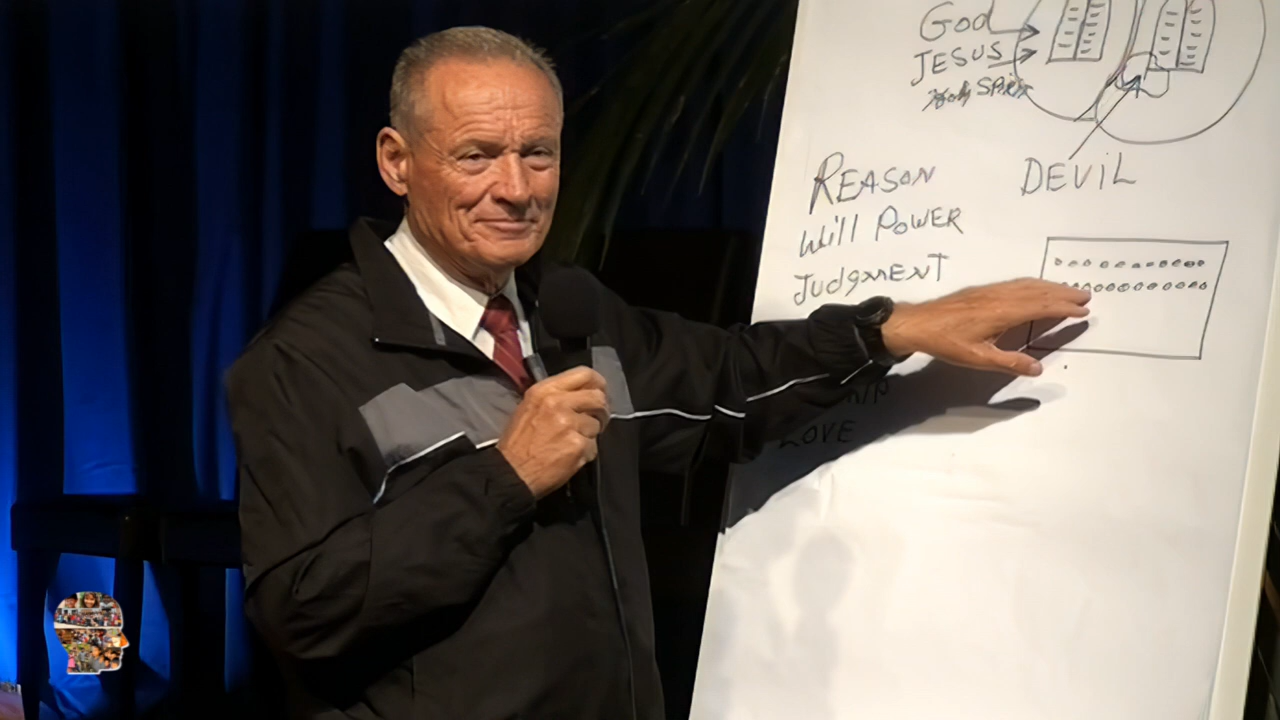 God
JESUS
Holy SPirit
DEVIL
REASON
Will POWER
JudgmENT
LOVE